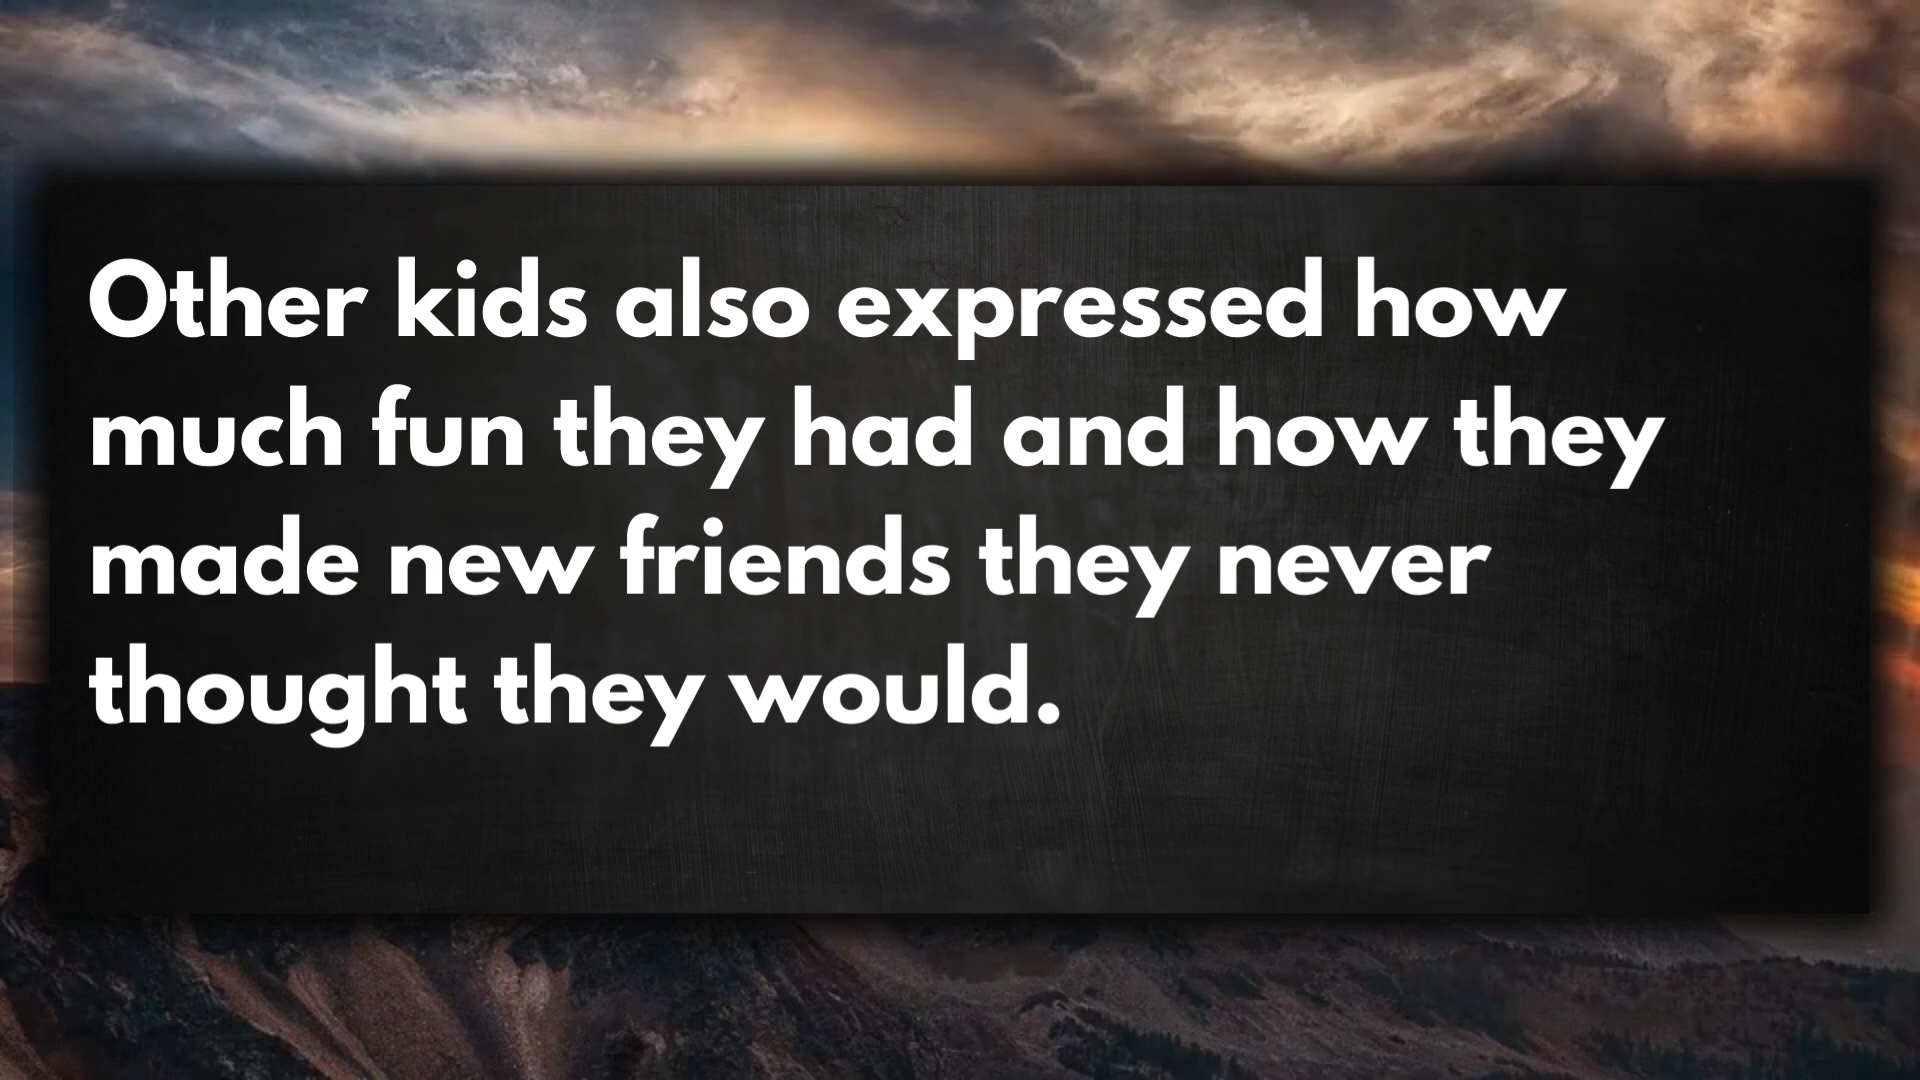 Other kids also expressed how
much fun they had and how they
made new friends they never
thought they would.